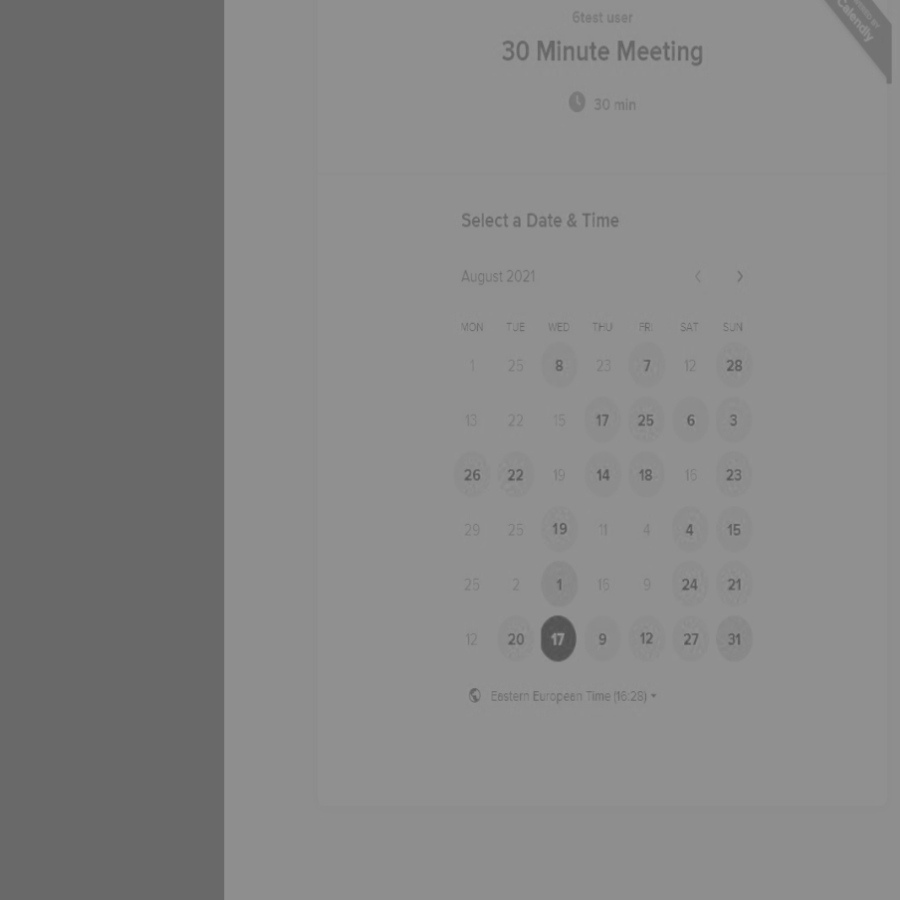 6test user
30 Minute Meeting
30 min
Calendly
Select a Date & Time
August 2021
MON TUE WED THU FRI SAT SUN
1 25 8 23 7 12 28
13 22 15 17 25 6 3
26 22 19 14 18 16 23
29 25 19 11 4 4 15
25 2 1 16 9 24 21
12 20 17 9 12 27 31
Eastern European Time (16:28)